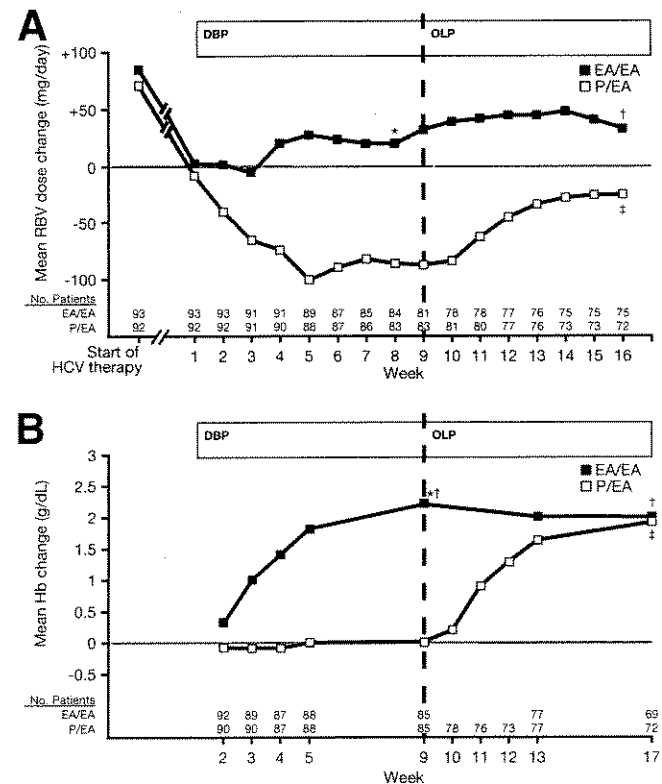 A
DBP
OLP
EA/EA
P/EA
Mean RBV dose change (mg/day)
+100
+50
0
-50
-100
*
†
‡
No. Patients
EA/EA 93 93 93 91 91 89 87 85 84 81 78 78 77 76 75 75 75
P/EA 92 92 92 91 90 88 87 86 83 83 81 80 77 76 73 73 72
Start of HCV therapy 1 2 3 4 5 6 7 8 9 10 11 12 13 14 15 16
Week
B
DBP
OLP
EA/EA
P/EA
Mean Hb change (g/dL)
3
2.5
2
1.5
1
0.5
0
-0.5
*†
†
‡
No. Patients
EA/EA 92 89 87 88 85 77 69
P/EA 90 90 87 88 85 78 76 73 77 72
2 3 4 5 9 10 11 12 13 17
Week